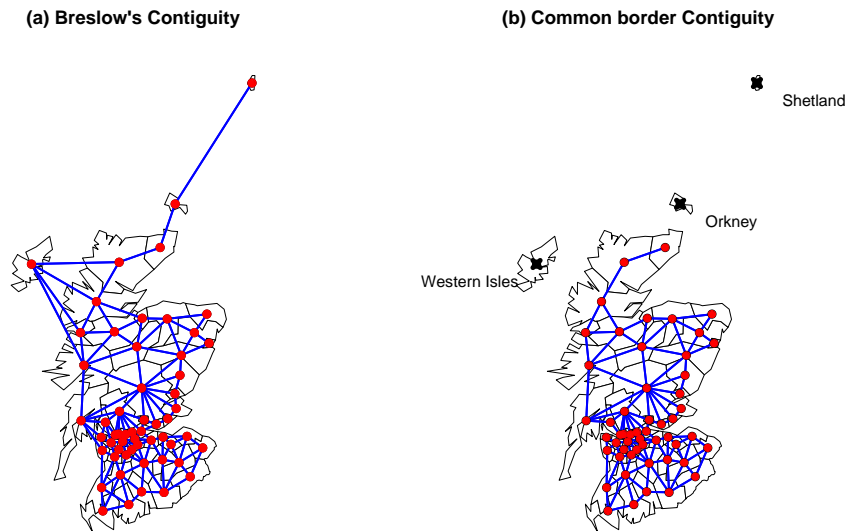 (a) Breslow's Contiguity
(b) Common border Contiguity
Shetland
Orkney
Western Isles